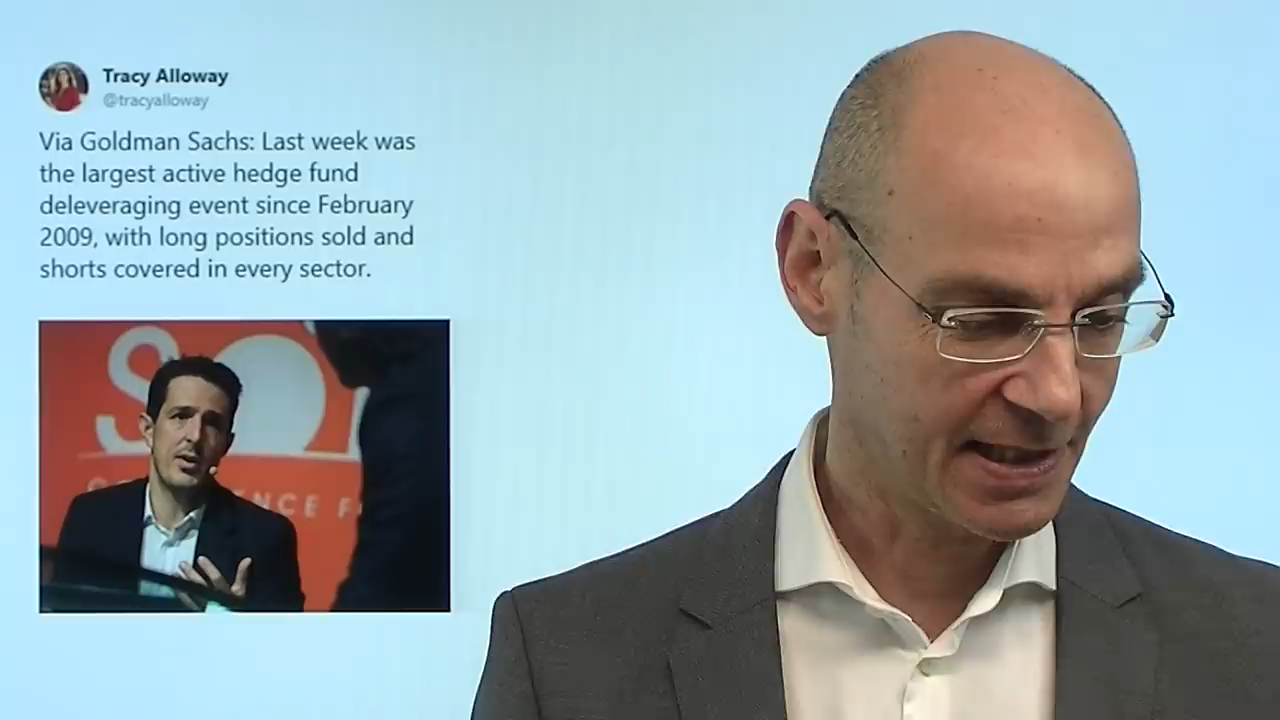 Tracy Alloway
@tracyalloway
Via Goldman Sachs: Last week was
the largest active hedge fund
deleveraging event since February
2009, with long positions sold and
shorts covered in every sector.